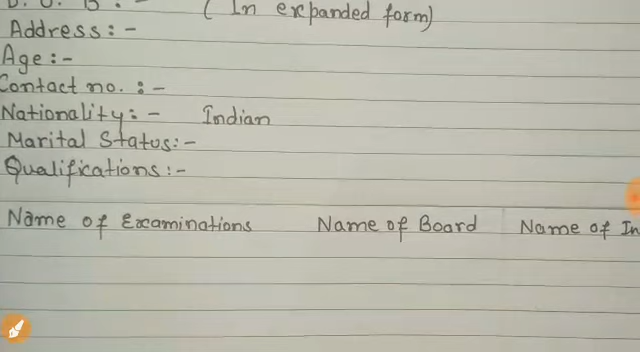 D. O. B :- (In expanded form)
Address :-
Age :-
Contact no. :-
Nationality :- Indian
Marital Status :-
Qualifications :-
Name of Examinations Name of Board Name of In